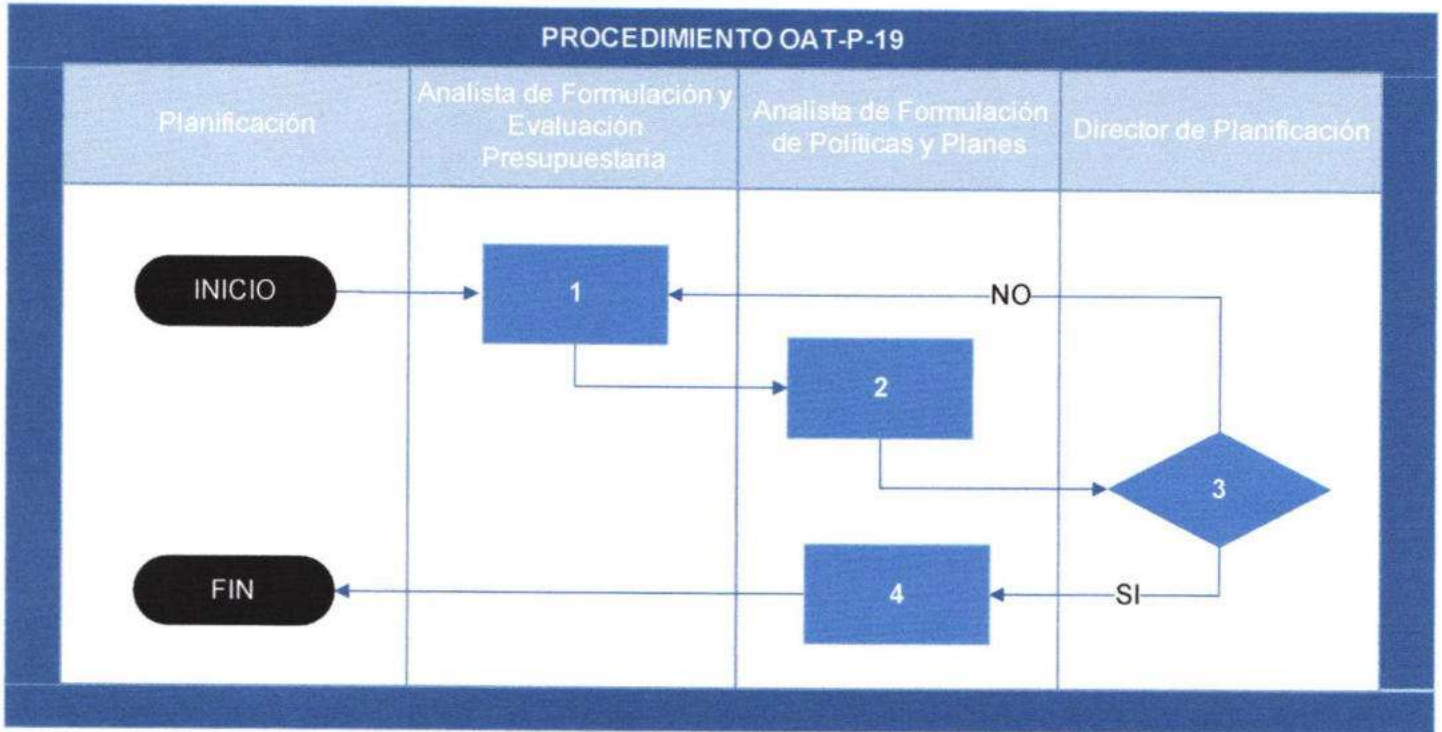 PROCEDIMIENTO OAT-P-19
Planificación
Analista de Formulación y
Evaluación
Presupuestaria
Analista de Formulación
de Políticas y Planes
Director de Planificación
INICIO
1
NO
2
3
FIN
4
SI